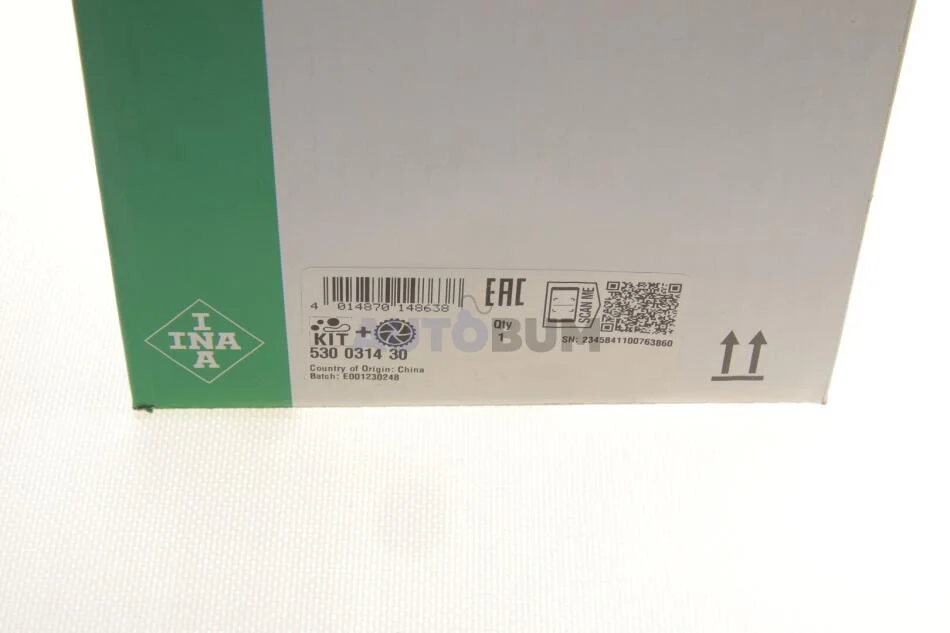 4 014870 148638
EAC
SCAN ME
KIT +
Qty
1
SN: 2345841100763860
530 0314 30
Country of Origin: China
Batch: E001230248
I
INA
A
AUTOBUM